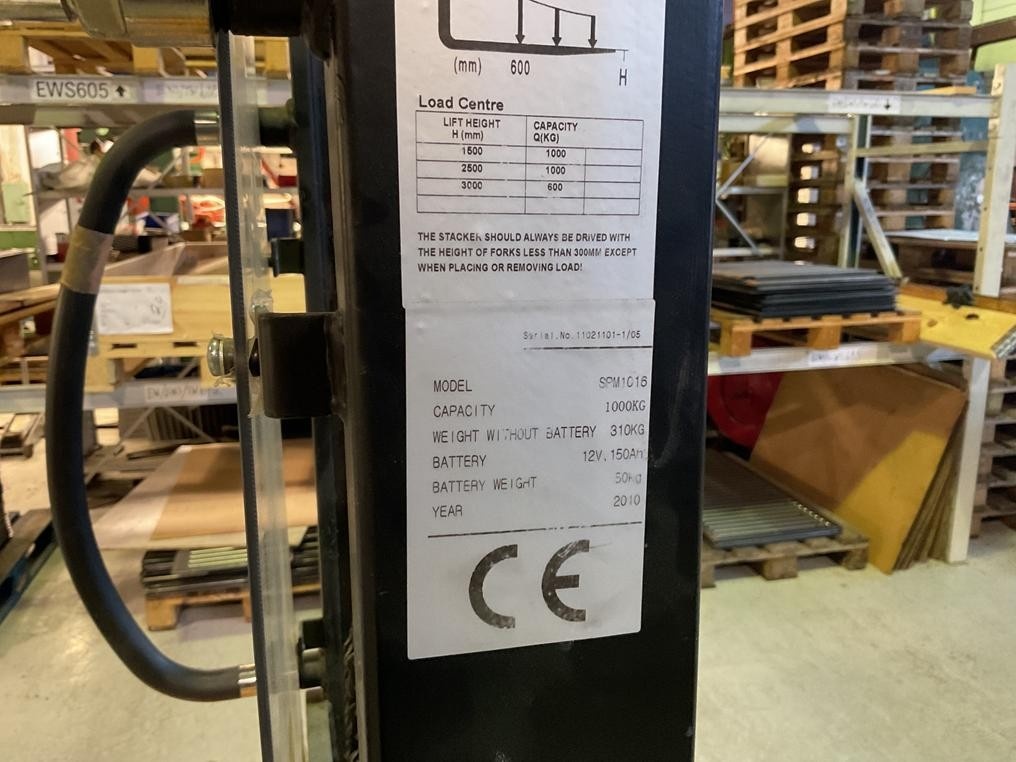 EWS605
(mm) 600
H
Load Centre
LIFT HEIGHT CAPACITY
H (mm) Q(KG)
1500 1000
2500 1000
3000 600
THE STACKER SHOULD ALWAYS BE DRIVED WITH
THE HEIGHT OF FORKS LESS THAN 300MM EXCEPT
WHEN PLACING OR REMOVING LOAD!
Serial.No.11021101-1/05
MODEL SPM1016
CAPACITY 1000KG
WEIGHT WITHOUT BATTERY 310KG
BATTERY 12V,150Ah
BATTERY WEIGHT 50kg
YEAR 2010
CE